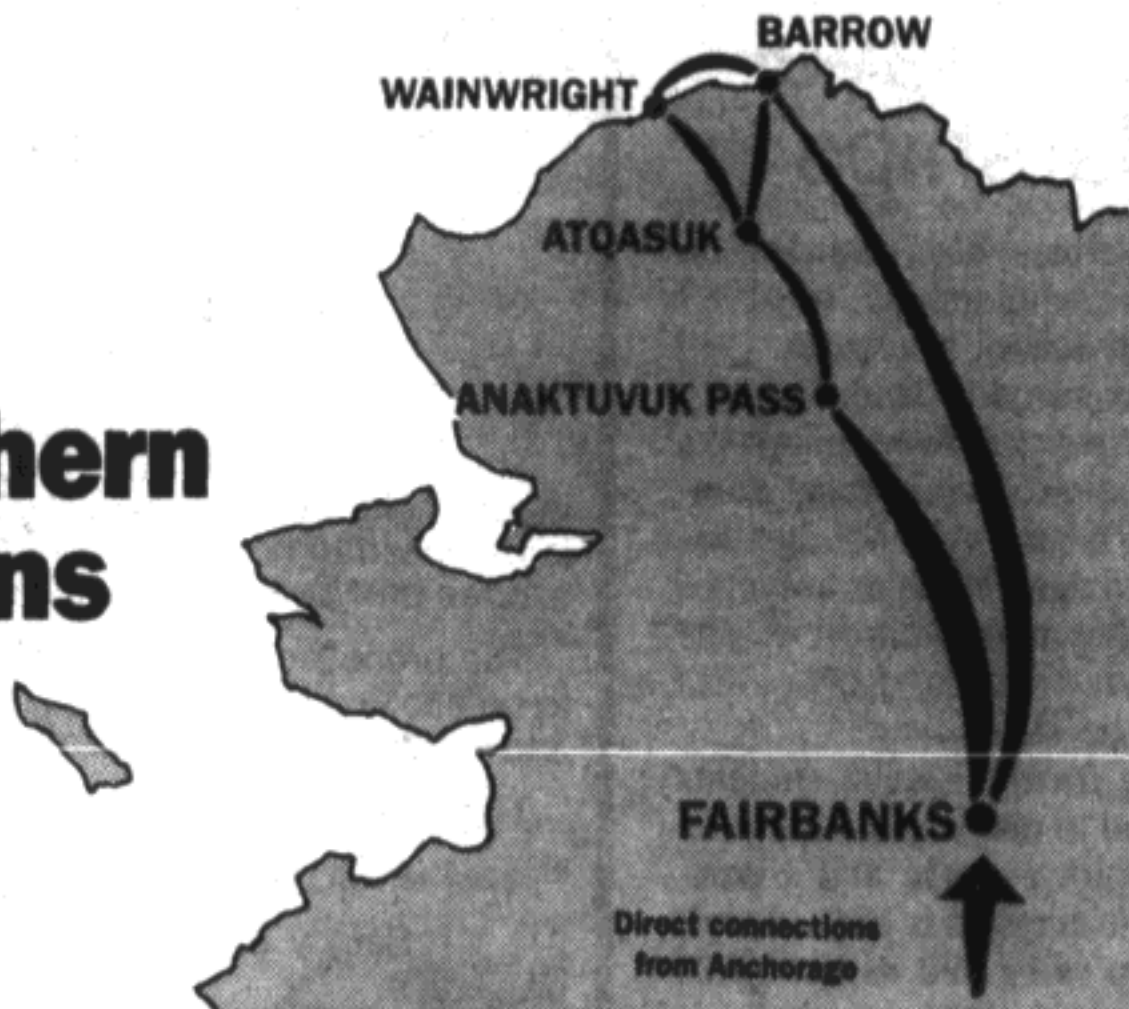 BARROW
WAINWRIGHT
ATQASUK
ANAKTUVUK PASS
hern
ns
FAIRBANKS
Direct connections
from Anchorage